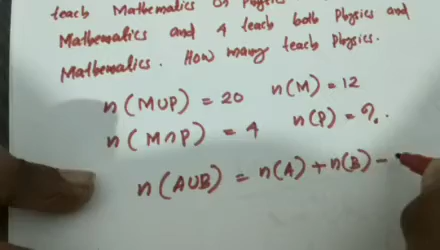 teach Mathematics or Physics
Mathematics and 4 teach both Physics and
Mathematics. How many teach Physics.
n(M∪P) = 20 n(M) = 12
n(M∩P) = 4 n(P) = ?.
n(A∪B) = n(A) + n(B) -